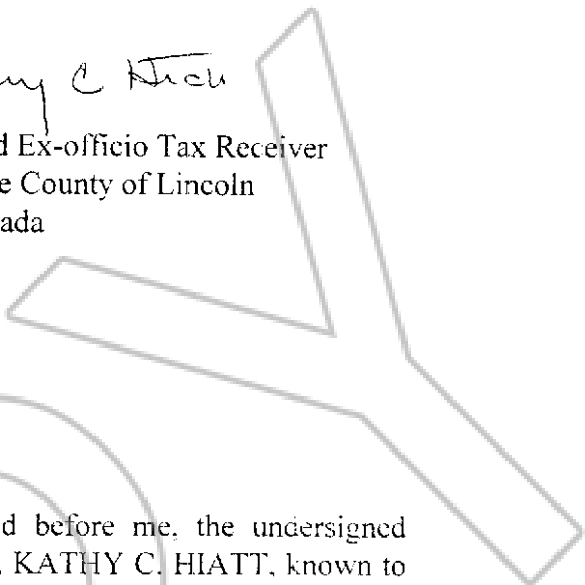 C Hiatt
d Ex-officio Tax Receiver
e County of Lincoln
ada
d before me, the undersigned
, KATHY C. HIATT, known to